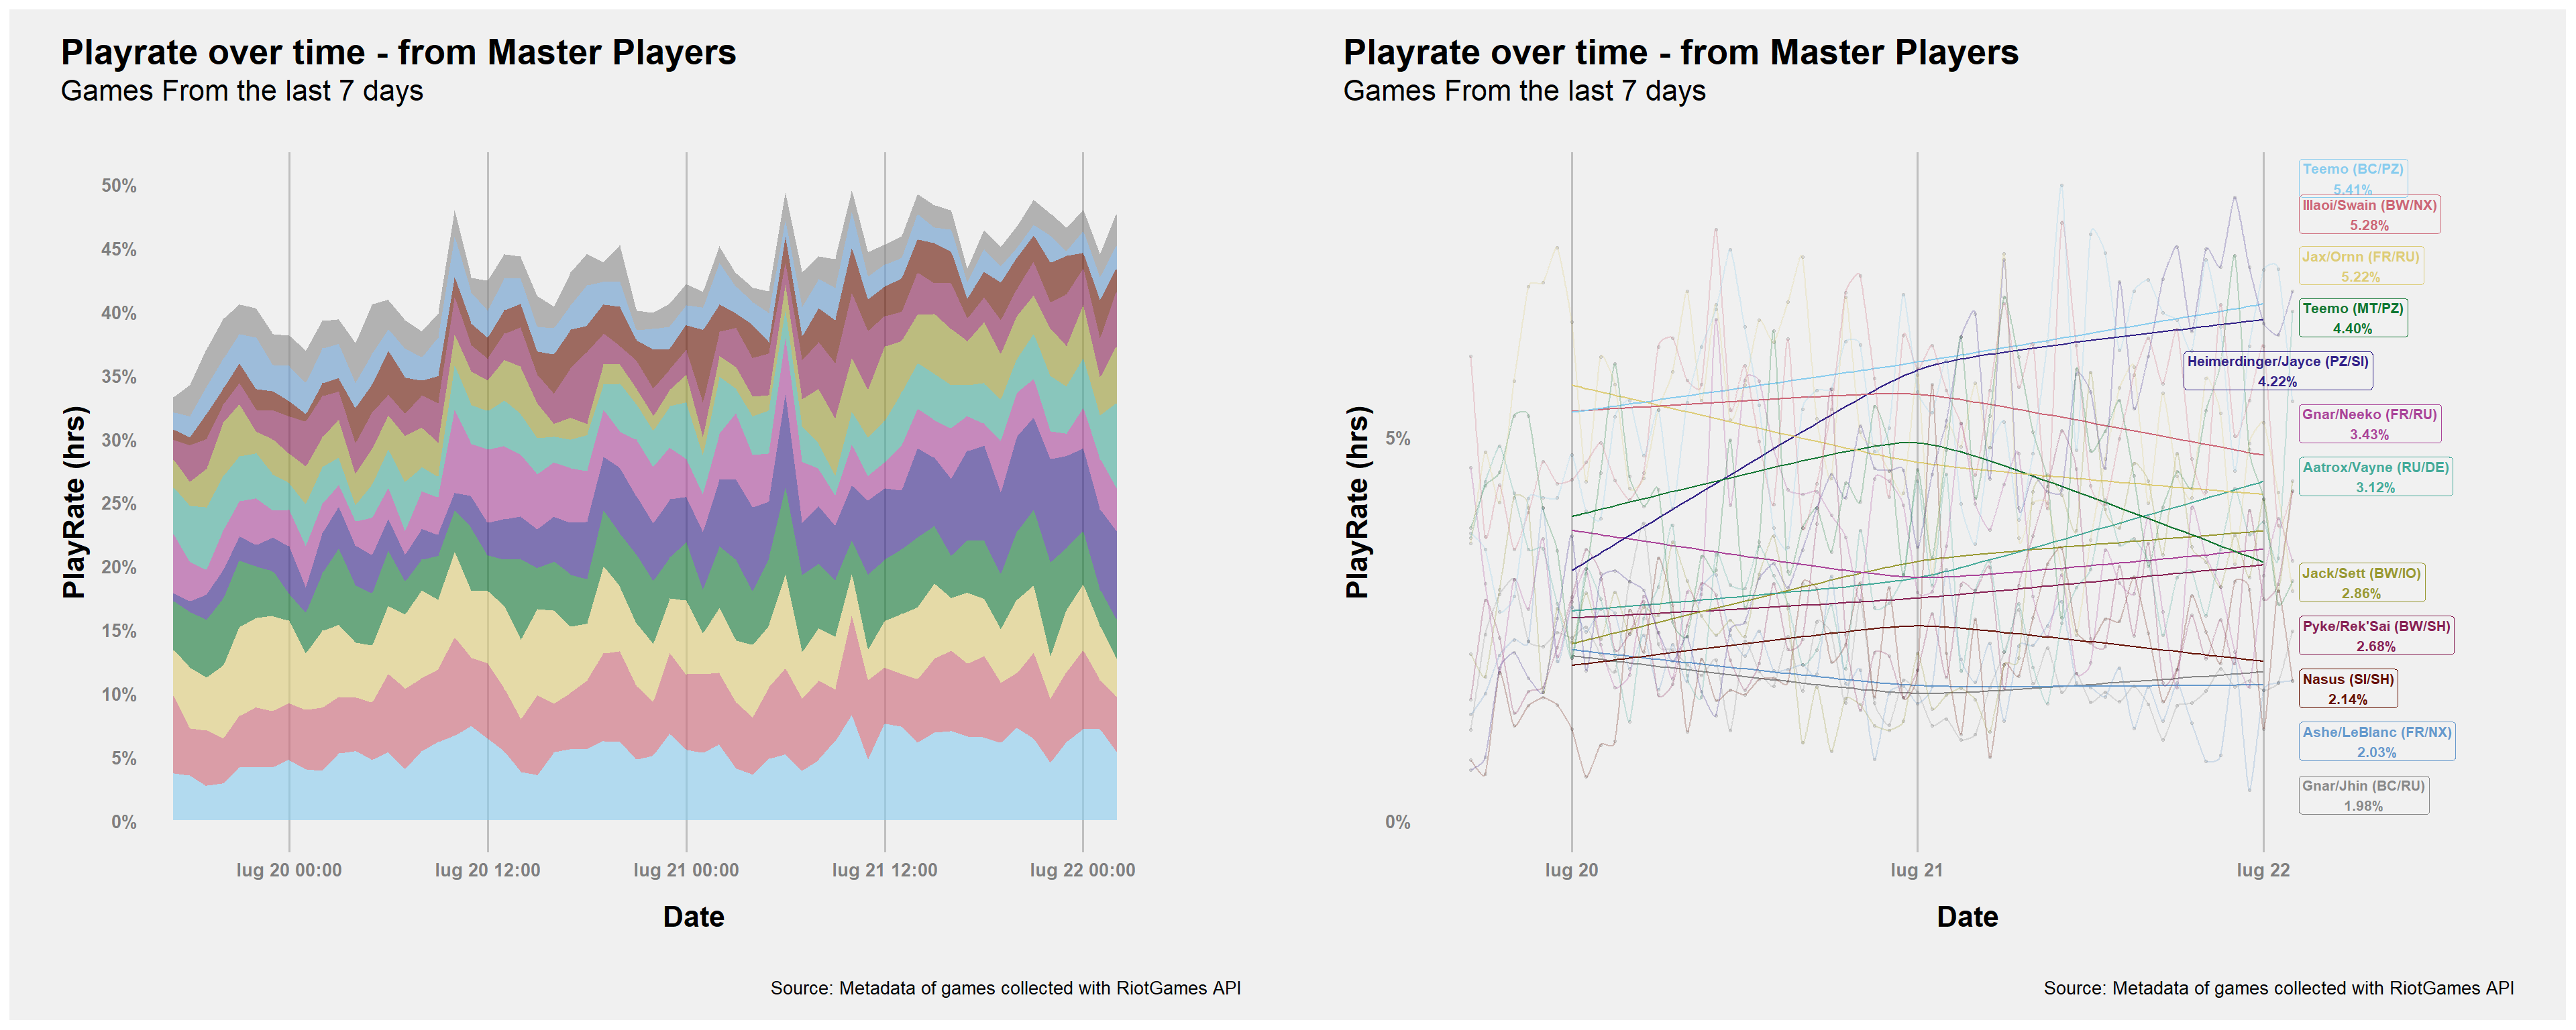 Playrate over time - from Master Players
Games From the last 7 days
PlayRate (hrs)
50%
45%
40%
35%
30%
25%
20%
15%
10%
5%
0%
lug 20 00:00
lug 20 12:00
lug 21 00:00
lug 21 12:00
lug 22 00:00
Date
Source: Metadata of games collected with RiotGames API
Playrate over time - from Master Players
Games From the last 7 days
PlayRate (hrs)
5%
0%
lug 20
lug 21
lug 22
Date
Teemo (BC/PZ)
5.41%
Illaoi/Swain (BW/NX)
5.28%
Jax/Ornn (FR/RU)
5.22%
Teemo (MT/PZ)
4.40%
Heimerdinger/Jayce (PZ/SI)
4.22%
Gnar/Neeko (FR/RU)
3.43%
Aatrox/Vayne (RU/DE)
3.12%
Jack/Sett (BW/IO)
2.86%
Pyke/Rek'Sai (BW/SH)
2.68%
Nasus (SI/SH)
2.14%
Ashe/LeBlanc (FR/NX)
2.03%
Gnar/Jhin (BC/RU)
1.98%
Source: Metadata of games collected with RiotGames API